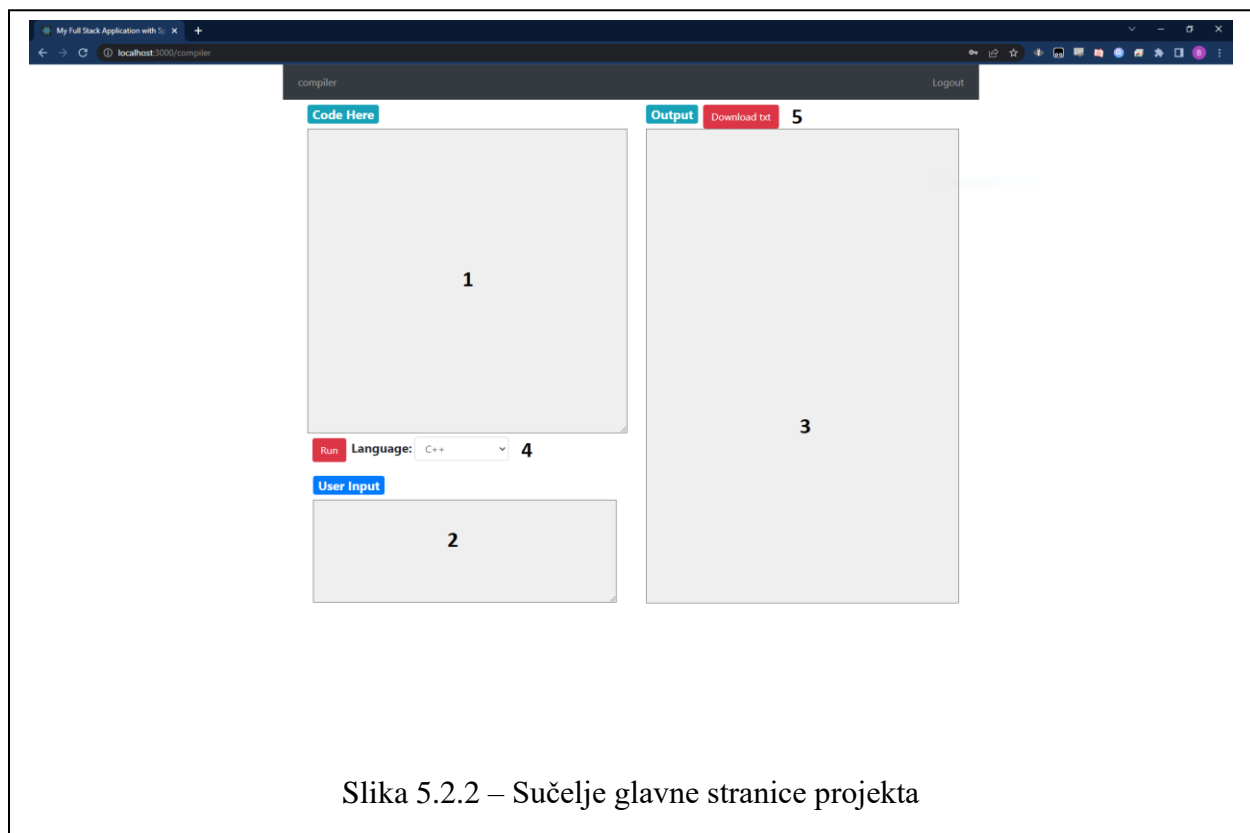 My Full Stack Application with Sp
localhost:3000/compiler
compiler
Logout
Code Here
Output
Download txt
5
1
3
Run
Language:
C++
4
User Input
2
Slika 5.2.2 – Sučelje glavne stranice projekta